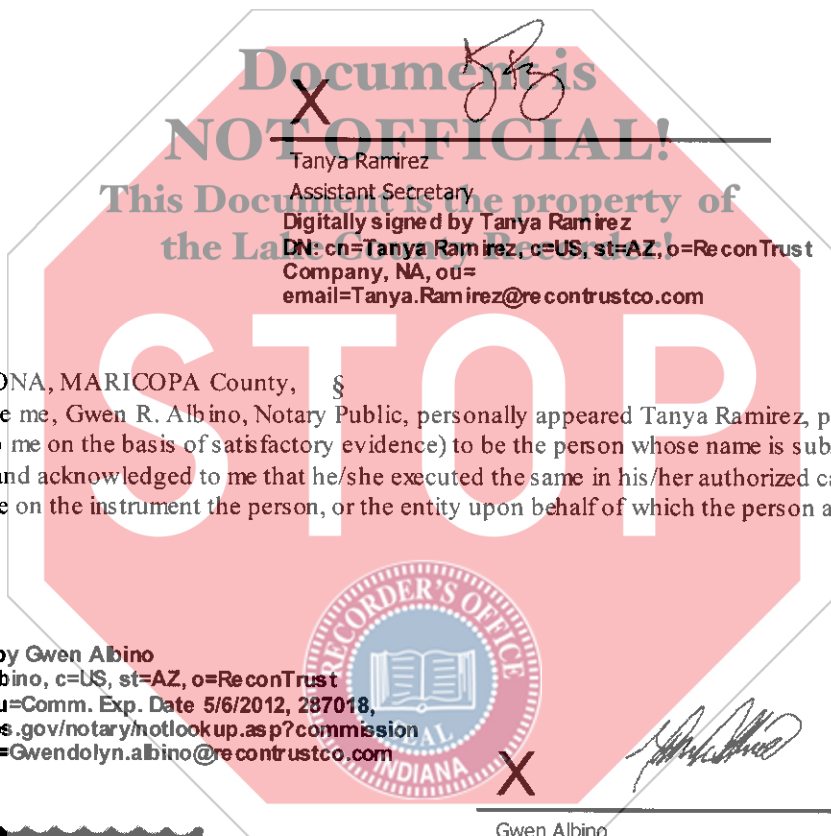 Document is
NOT OFFICIAL!
This Document is the property of
the Lake County Recorder!
STOP
X
Tanya Ramirez
Assistant Secretary
Digitally signed by Tanya Ramirez
DN: cn=Tanya Ramirez, c=US, st=AZ, o=ReconTrust
Company, NA, ou=
email=Tanya.Ramirez@recontrustco.com
ONA, MARICOPA County, §
e me, Gwen R. Albino, Notary Public, personally appeared Tanya Ramirez, p
me on the basis of satisfactory evidence) to be the person whose name is sub
nd acknowledged to me that he/she executed the same in his/her authorized ca
e on the instrument the person, or the entity upon behalf of which the person a
RECORDER'S OFFICE
SEAL
INDIANA
by Gwen Albino
bino, c=US, st=AZ, o=ReconTrust
u=Comm. Exp. Date 5/6/2012, 287018,
s.gov/notary/notlookup.asp?commission
=Gwendolyn.albino@recontrustco.com
X
Gwen Albino